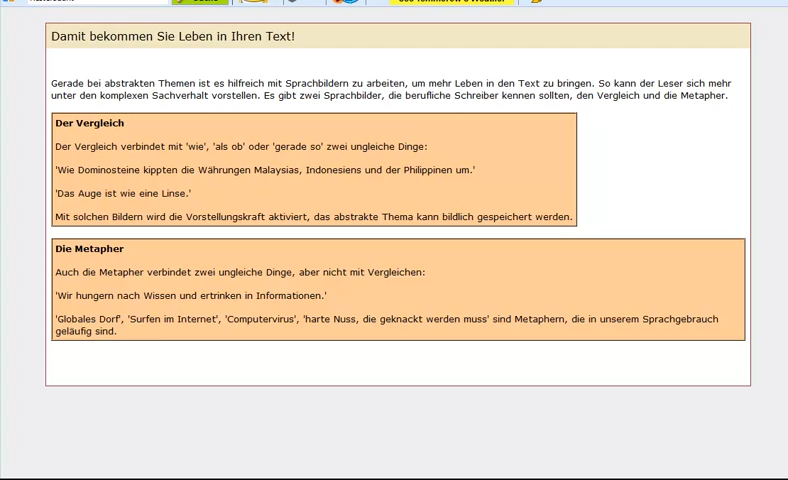 Damit bekommen Sie Leben in Ihren Text!
Gerade bei abstrakten Themen ist es hilfreich mit Sprachbildern zu arbeiten, um mehr Leben in den Text zu bringen. So kann der Leser sich mehr
unter den komplexen Sachverhalt vorstellen. Es gibt zwei Sprachbilder, die berufliche Schreiber kennen sollten, den Vergleich und die Metapher.
Der Vergleich
Der Vergleich verbindet mit 'wie', 'als ob' oder 'gerade so' zwei ungleiche Dinge:
'Wie Dominosteine kippten die Währungen Malaysias, Indonesiens und der Philippinen um.'
'Das Auge ist wie eine Linse.'
Mit solchen Bildern wird die Vorstellungskraft aktiviert, das abstrakte Thema kann bildlich gespeichert werden.
Die Metapher
Auch die Metapher verbindet zwei ungleiche Dinge, aber nicht mit Vergleichen:
'Wir hungern nach Wissen und ertrinken in Informationen.'
'Globales Dorf', 'Surfen im Internet', 'Computervirus', 'harte Nuss, die geknackt werden muss' sind Metaphern, die in unserem Sprachgebrauch
geläufig sind.